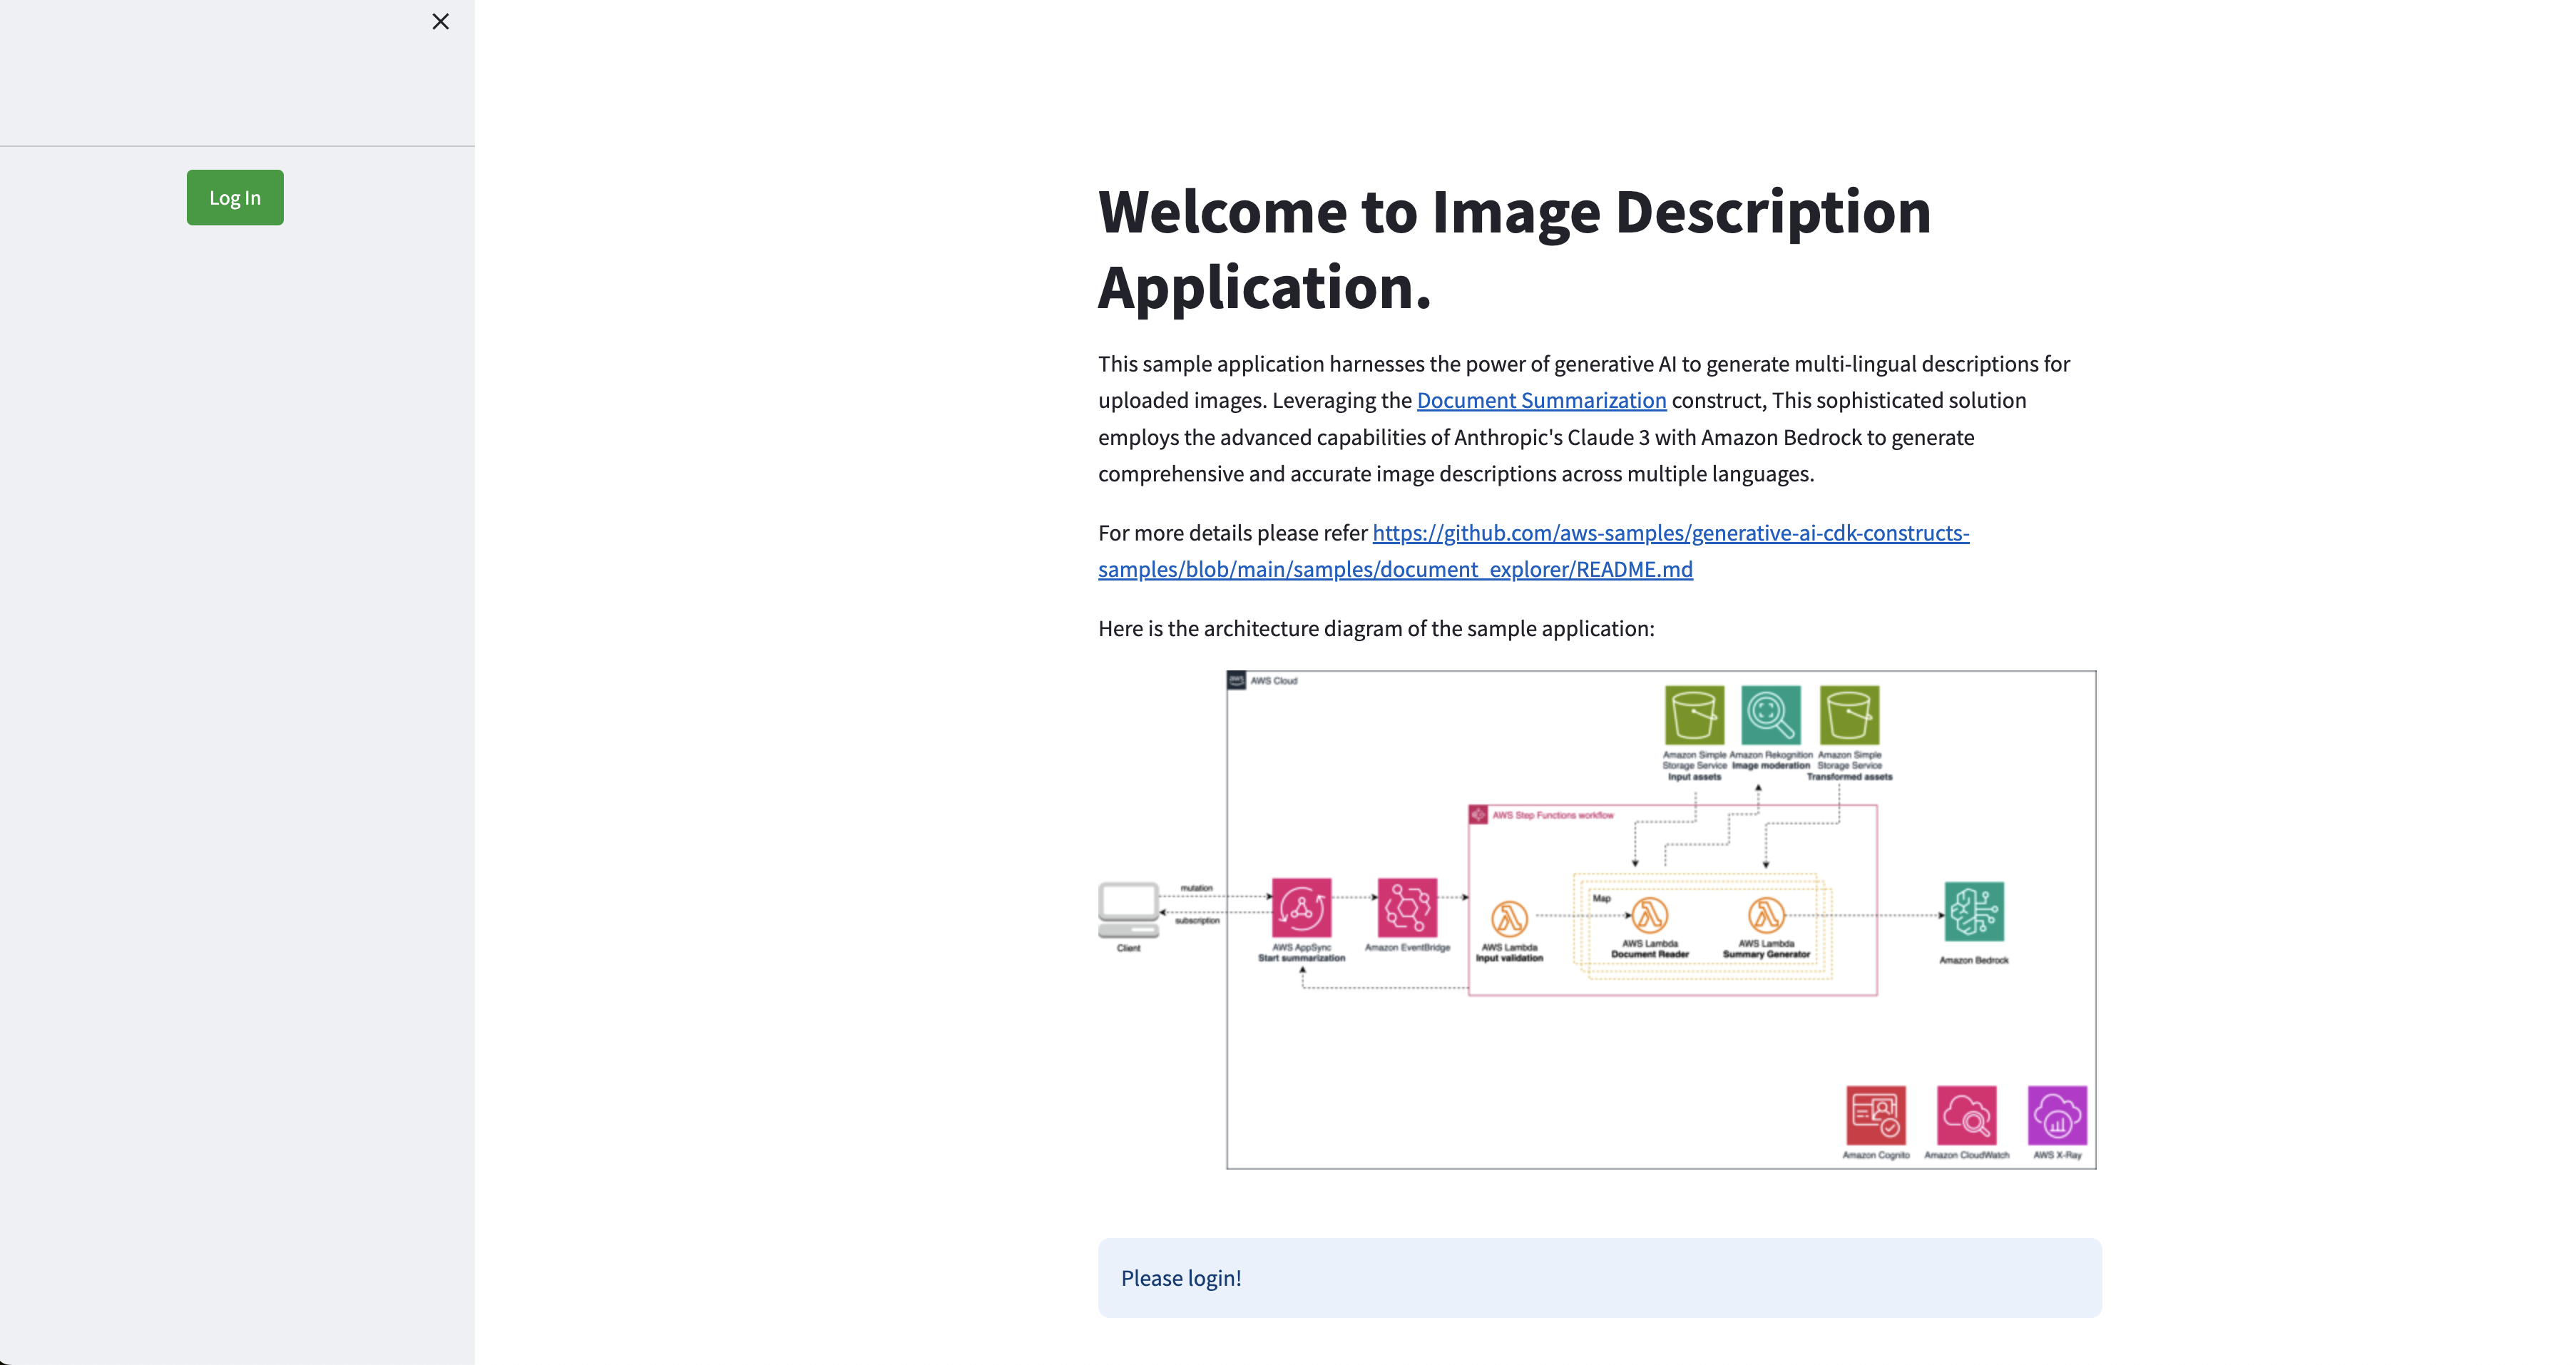 Log In
Welcome to Image Description
Application.
This sample application harnesses the power of generative AI to generate multi-lingual descriptions for
uploaded images. Leveraging the Document Summarization construct, This sophisticated solution
employs the advanced capabilities of Anthropic's Claude 3 with Amazon Bedrock to generate
comprehensive and accurate image descriptions across multiple languages.
For more details please refer https://github.com/aws-samples/generative-ai-cdk-constructs-
samples/blob/main/samples/document_explorer/README.md
Here is the architecture diagram of the sample application:
aws
AWS Cloud
Amazon Simple
Storage Service
Input assets
Amazon Rekognition
Image moderation
Amazon Simple
Storage Service
Transformed assets
AWS Step Functions workflow
mutation
subscription
Client
AWS AppSync
Start summarization
Amazon EventBridge
AWS Lambda
Input validation
Map
AWS Lambda
Document Reader
AWS Lambda
Summary Generator
Amazon Bedrock
Amazon Cognito
Amazon CloudWatch
AWS X-Ray
Please login!